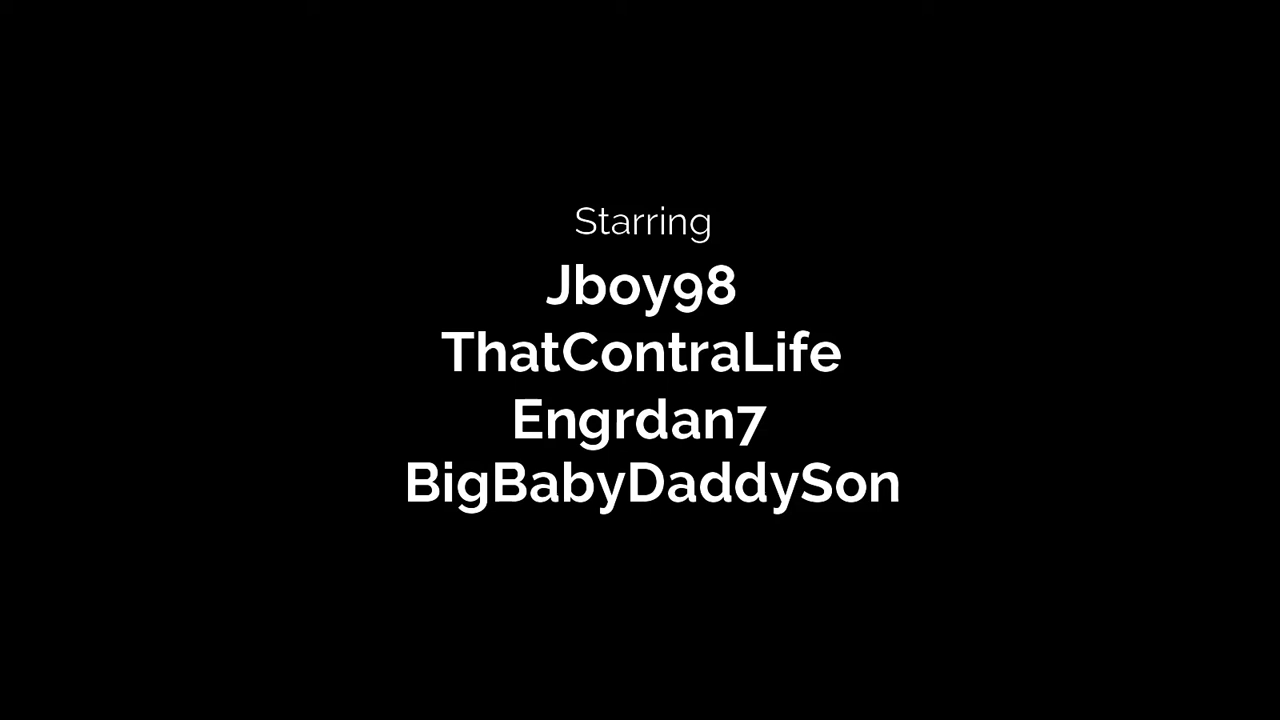 Starring
Jboy98
ThatContraLife
Engrdan7
BigBabyDaddySon